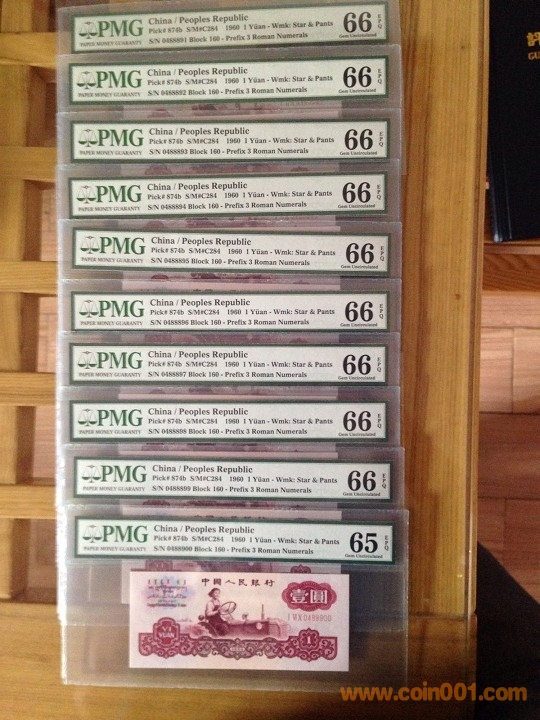 PMG
PAPER MONEY GUARANTY
China / Peoples Republic
Pick# 874b S/M#C284 1960 1 Yüan - Wmk: Star & Pants
S/N 0488891 Block 160 - Prefix 3 Roman Numerals
66 EPQ
Gem Uncirculated
PMG
PAPER MONEY GUARANTY
China / Peoples Republic
Pick# 874b S/M#C284 1960 1 Yüan - Wmk: Star & Pants
S/N 0488892 Block 160 - Prefix 3 Roman Numerals
66 EPQ
Gem Uncirculated
PMG
PAPER MONEY GUARANTY
China / Peoples Republic
Pick# 874b S/M#C284 1960 1 Yüan - Wmk: Star & Pants
S/N 0488893 Block 160 - Prefix 3 Roman Numerals
66 EPQ
Gem Uncirculated
PMG
PAPER MONEY GUARANTY
China / Peoples Republic
Pick# 874b S/M#C284 1960 1 Yüan - Wmk: Star & Pants
S/N 0488894 Block 160 - Prefix 3 Roman Numerals
66 EPQ
Gem Uncirculated
PMG
PAPER MONEY GUARANTY
China / Peoples Republic
Pick# 874b S/M#C284 1960 1 Yüan - Wmk: Star & Pants
S/N 0488895 Block 160 - Prefix 3 Roman Numerals
66 EPQ
Gem Uncirculated
PMG
PAPER MONEY GUARANTY
China / Peoples Republic
Pick# 874b S/M#C284 1960 1 Yüan - Wmk: Star & Pants
S/N 0488896 Block 160 - Prefix 3 Roman Numerals
66 EPQ
Gem Uncirculated
PMG
PAPER MONEY GUARANTY
China / Peoples Republic
Pick# 874b S/M#C284 1960 1 Yüan - Wmk: Star & Pants
S/N 0488897 Block 160 - Prefix 3 Roman Numerals
66 EPQ
Gem Uncirculated
PMG
PAPER MONEY GUARANTY
China / Peoples Republic
Pick# 874b S/M#C284 1960 1 Yüan - Wmk: Star & Pants
S/N 0488898 Block 160 - Prefix 3 Roman Numerals
66 EPQ
Gem Uncirculated
PMG
PAPER MONEY GUARANTY
China / Peoples Republic
Pick# 874b S/M#C284 1960 1 Yüan - Wmk: Star & Pants
S/N 0488899 Block 160 - Prefix 3 Roman Numerals
66 EPQ
Gem Uncirculated
PMG
PAPER MONEY GUARANTY
China / Peoples Republic
Pick# 874b S/M#C284 1960 1 Yüan - Wmk: Star & Pants
S/N 0488900 Block 160 - Prefix 3 Roman Numerals
65 EPQ
Gem Uncirculated
中国人民银行
壹圆
I VI X 0488900
YI YUAN
www.coin001.com